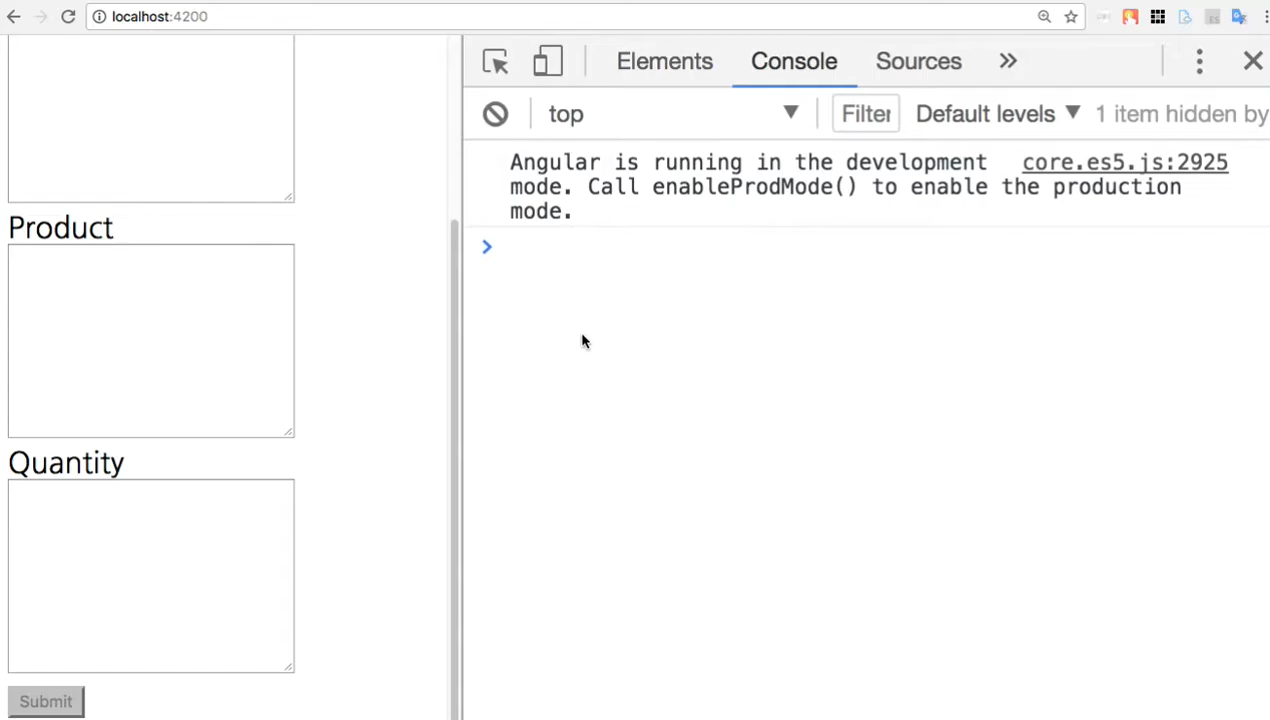 localhost:4200
Elements Console Sources »
top Filter Default levels 1 item hidden by
Angular is running in the development core.es5.js:2925
mode. Call enableProdMode() to enable the production
mode.
Product
Quantity
Submit